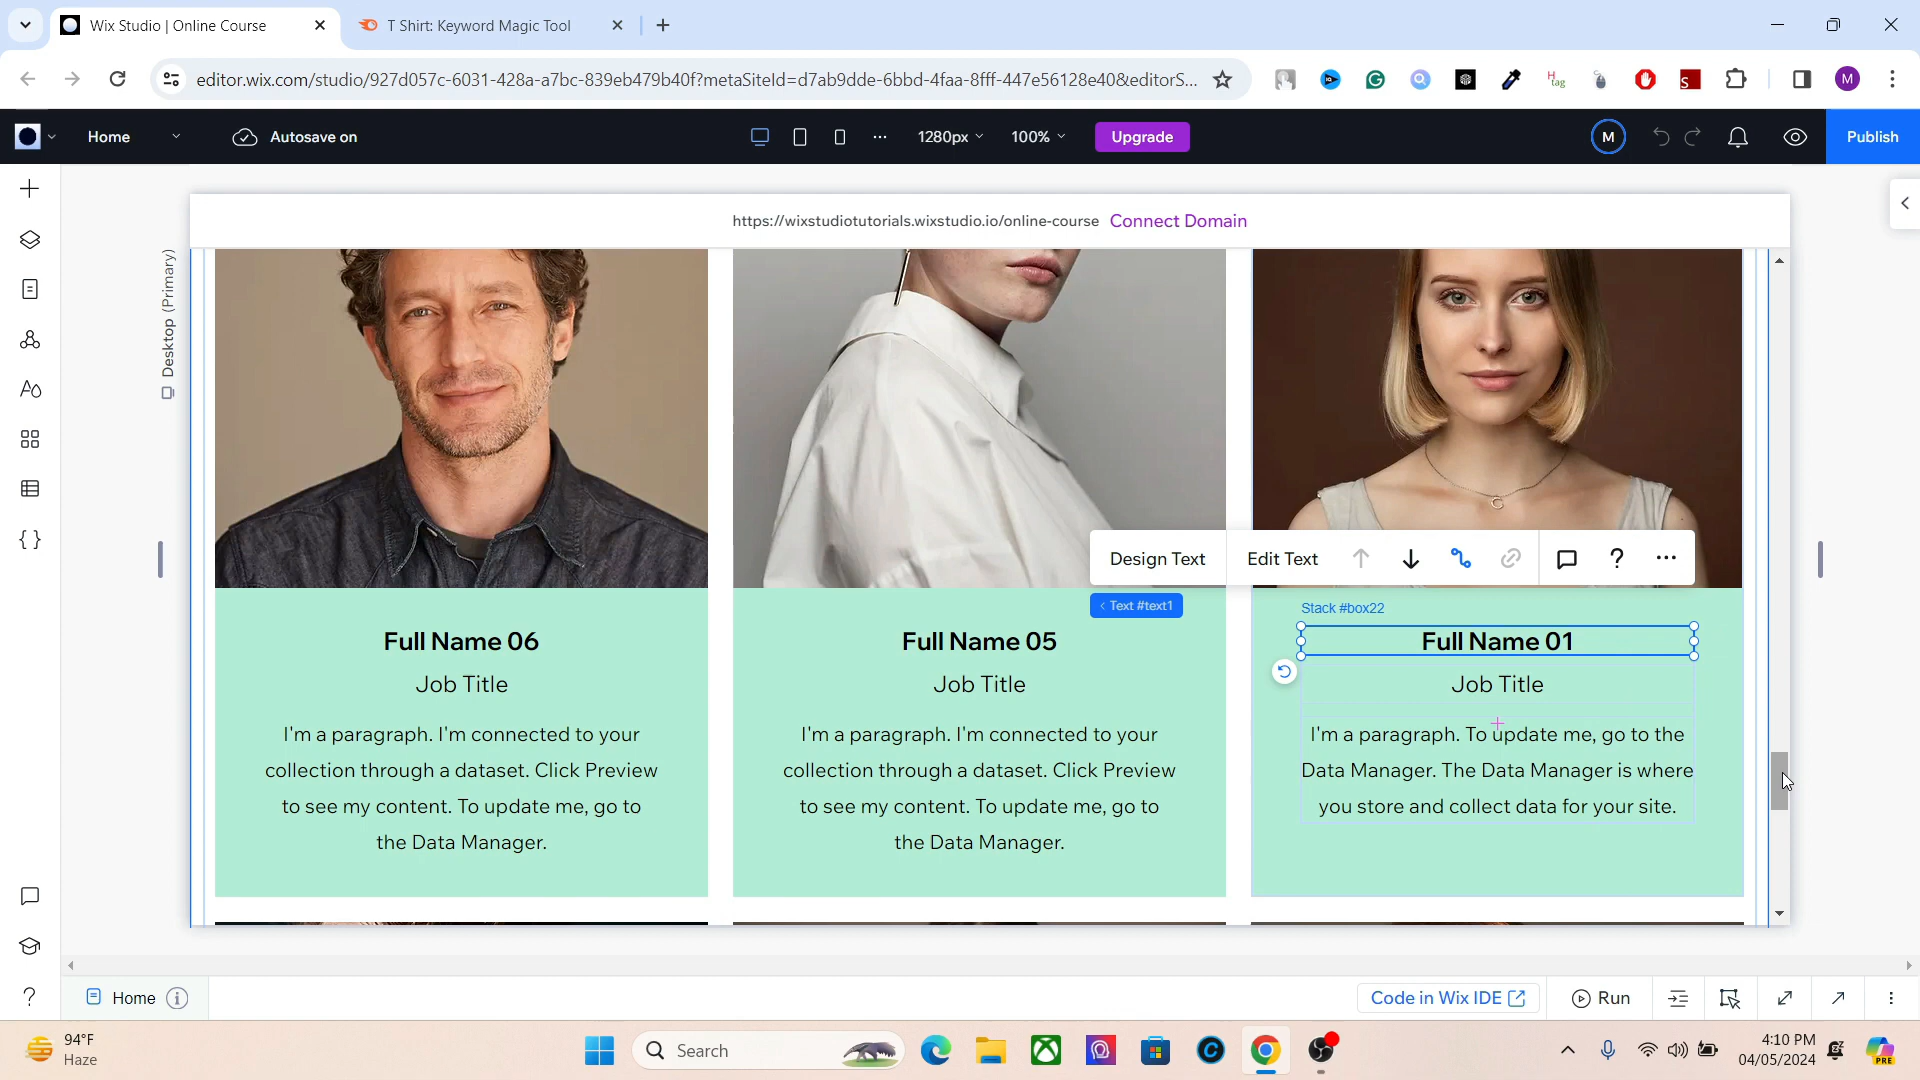 Wix Studio | Online Course
T Shirt: Keyword Magic Tool
editor.wix.com/studio/927d057c-6031-428a-a7bc-839eb479b40f?metaSiteId=d7ab9dde-6bbd-4faa-8fff-447e56128e40&editorS...
H
tag
S
M
Home
Autosave on
1280px
100%
Upgrade
M
Publish
https://wixstudiotutorials.wixstudio.io/online-course Connect Domain
Desktop (Primary)
Design Text
Edit Text
< Text #text1
Stack #box22
Full Name 06
Job Title
I'm a paragraph. I'm connected to your
collection through a dataset. Click Preview
to see my content. To update me, go to
the Data Manager.
Full Name 05
Job Title
I'm a paragraph. I'm connected to your
collection through a dataset. Click Preview
to see my content. To update me, go to
the Data Manager.
Full Name 01
Job Title
I'm a paragraph. To update me, go to the
Data Manager. The Data Manager is where
you store and collect data for your site.
Home
Code in Wix IDE
Run
94°F
Haze
Search
4:10 PM
04/05/2024
PRE